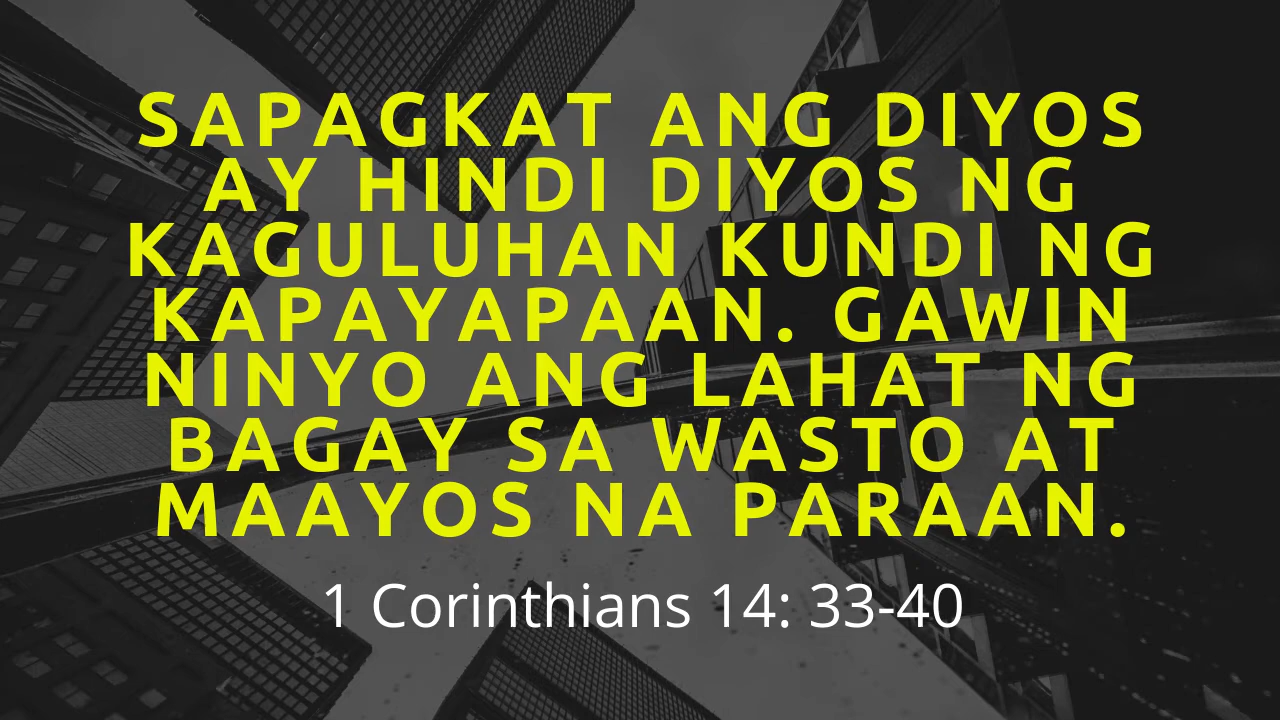 SAPAGKAT ANG DIYOS
AY HINDI DIYOS NG
KAGULUHAN KUNDI NG
KAPAYAPAAN. GAWIN
NINYO ANG LAHAT NG
BAGAY SA WASTO AT
MAAYOS NA PARAAN.
1 Corinthians 14: 33-40